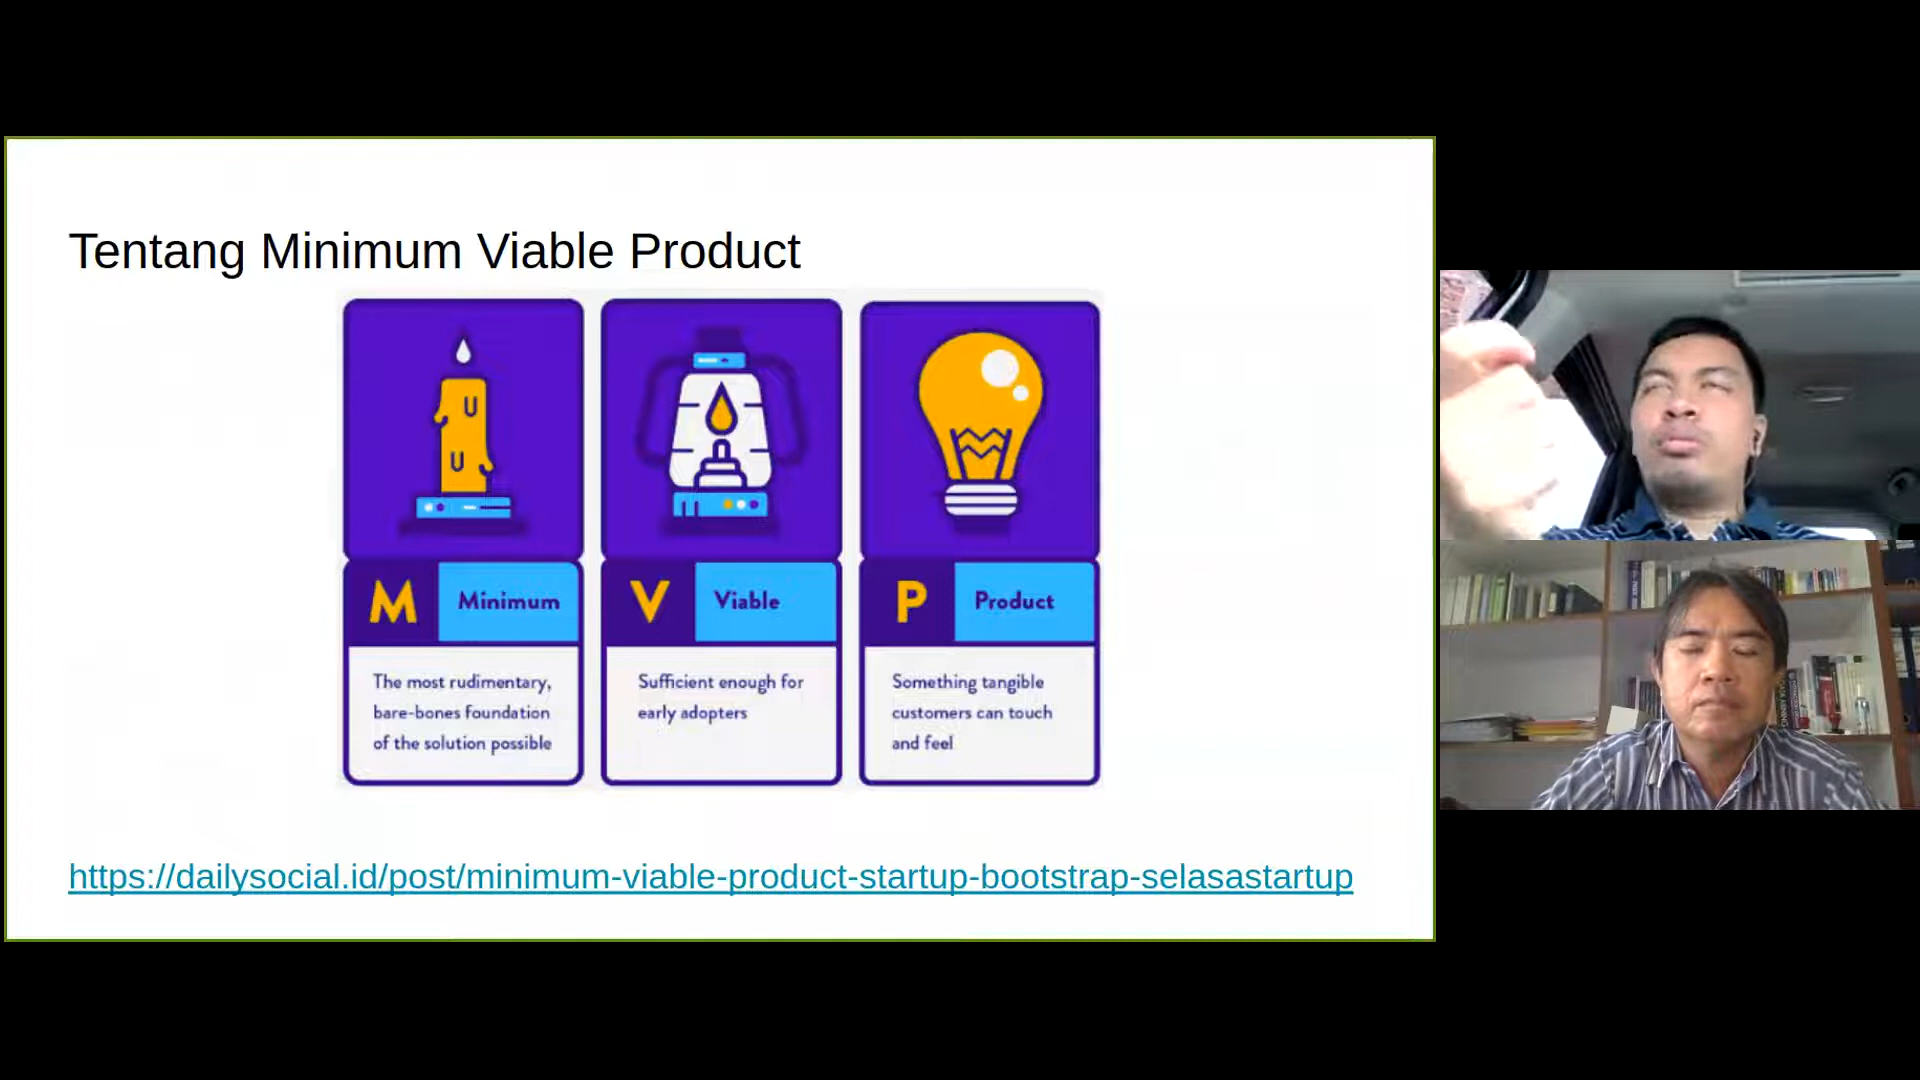 Tentang Minimum Viable Product
M Minimum
The most rudimentary,
bare-bones foundation
of the solution possible
V Viable
Sufficient enough for
early adopters
P Product
Something tangible
customers can touch
and feel
https://dailysocial.id/post/minimum-viable-product-startup-bootstrap-selasastartup